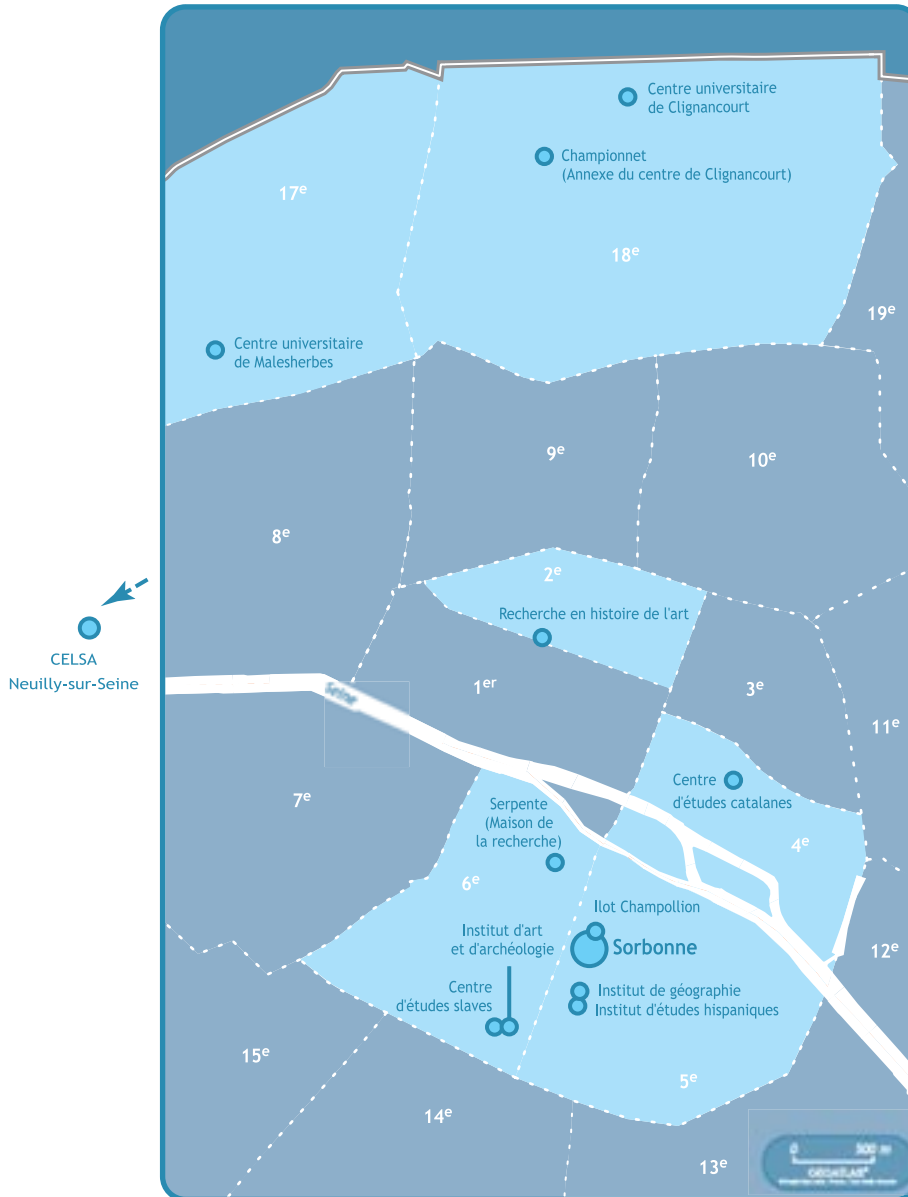 Centre universitaire
de Clignancourt
Championnet
(Annexe du centre de Clignancourt)
17e
18e
19e
Centre universitaire
de Malesherbes
9e
10e
8e
2e
Recherche en histoire de l'art
CELSA
Neuilly-sur-Seine
Seine
1er
3e
11e
7e
Centre
d'études catalanes
Serpente
(Maison de
la recherche)
4e
6e
Ilot Champollion
Institut d'art
et d'archéologie
Sorbonne
12e
Centre
d'études slaves
Institut de géographie
Institut d'études hispaniques
15e
5e
14e
13e
0 500 m
GEOATLAS®